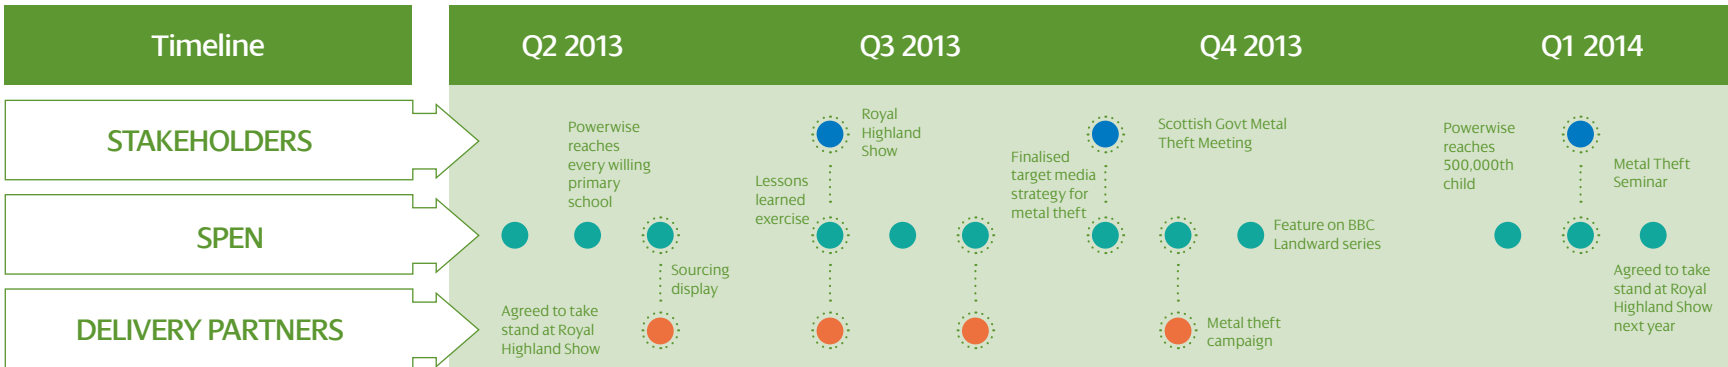 Timeline
Q2 2013
Q3 2013
Q4 2013
Q1 2014
STAKEHOLDERS
SPEN
DELIVERY PARTNERS
Powerwise
reaches
every willing
primary
school
Sourcing
display
Agreed to take
stand at Royal
Highland Show
Royal
Highland
Show
Lessons
learned
exercise
Finalised
target media
strategy for
metal theft
Scottish Govt Metal
Theft Meeting
Feature on BBC
Landward series
Metal theft
campaign
Powerwise
reaches
500,000th
child
Metal Theft
Seminar
Agreed to take
stand at Royal
Highland Show
next year